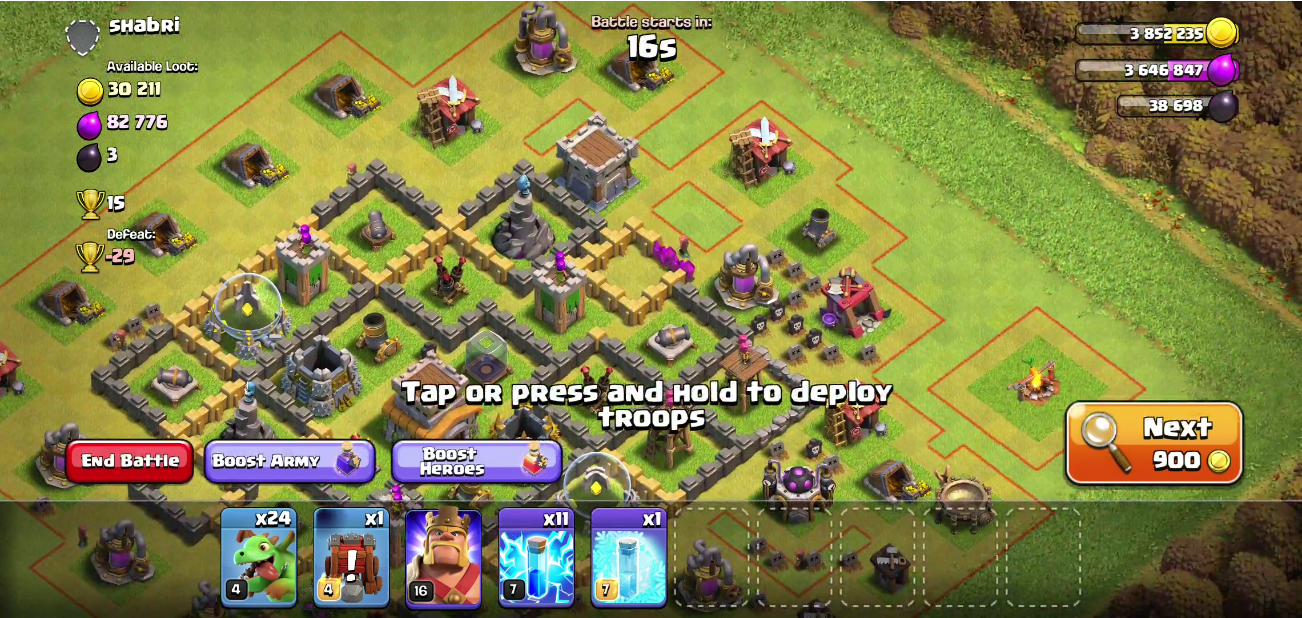 shabri
Battle starts in:
16s
Available Loot:
30 211
82 776
3
15
Defeat:
-29
3 852 235
3 646 847
38 698
Tap or press and hold to deploy
troops
Next
900
End Battle
Boost Army
Boost
Heroes
x24
x1
x11
x1
4
4
16
7
7